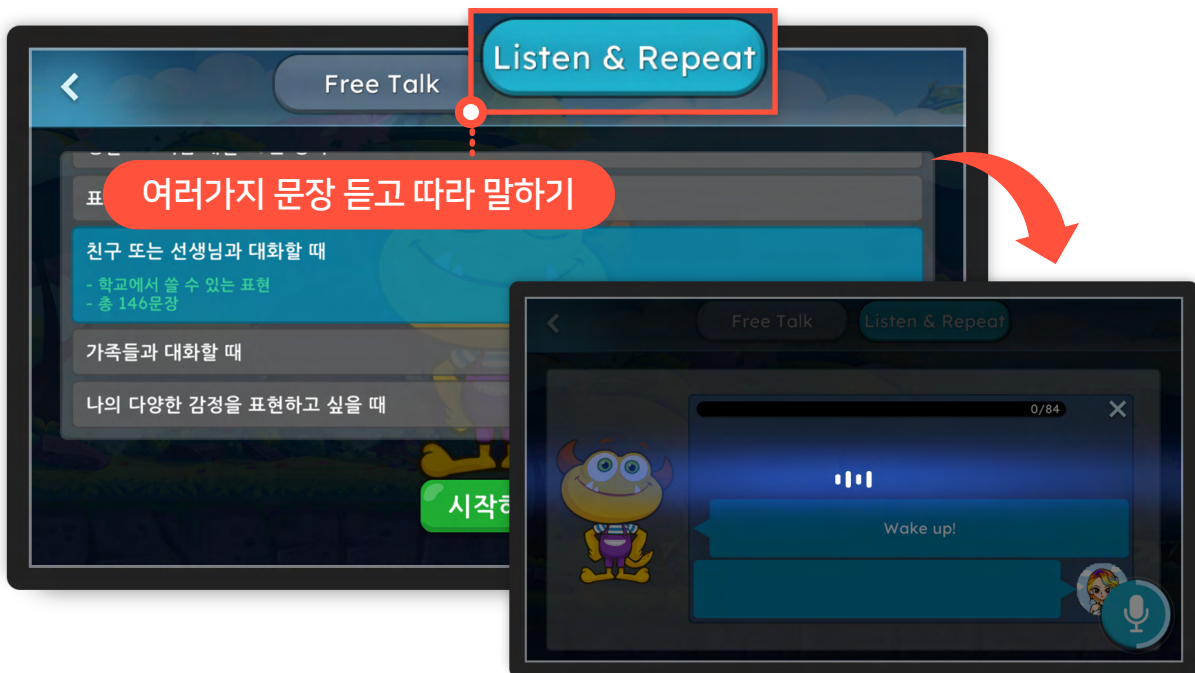 Free Talk
Listen & Repeat
여러가지 문장 듣고 따라 말하기
표
친구 또는 선생님과 대화할 때
- 학교에서 쓸 수 있는 표현
- 총 146문장
가족들과 대화할 때
나의 다양한 감정을 표현하고 싶을 때
Free Talk
Listen & Repeat
0/84
Wake up!